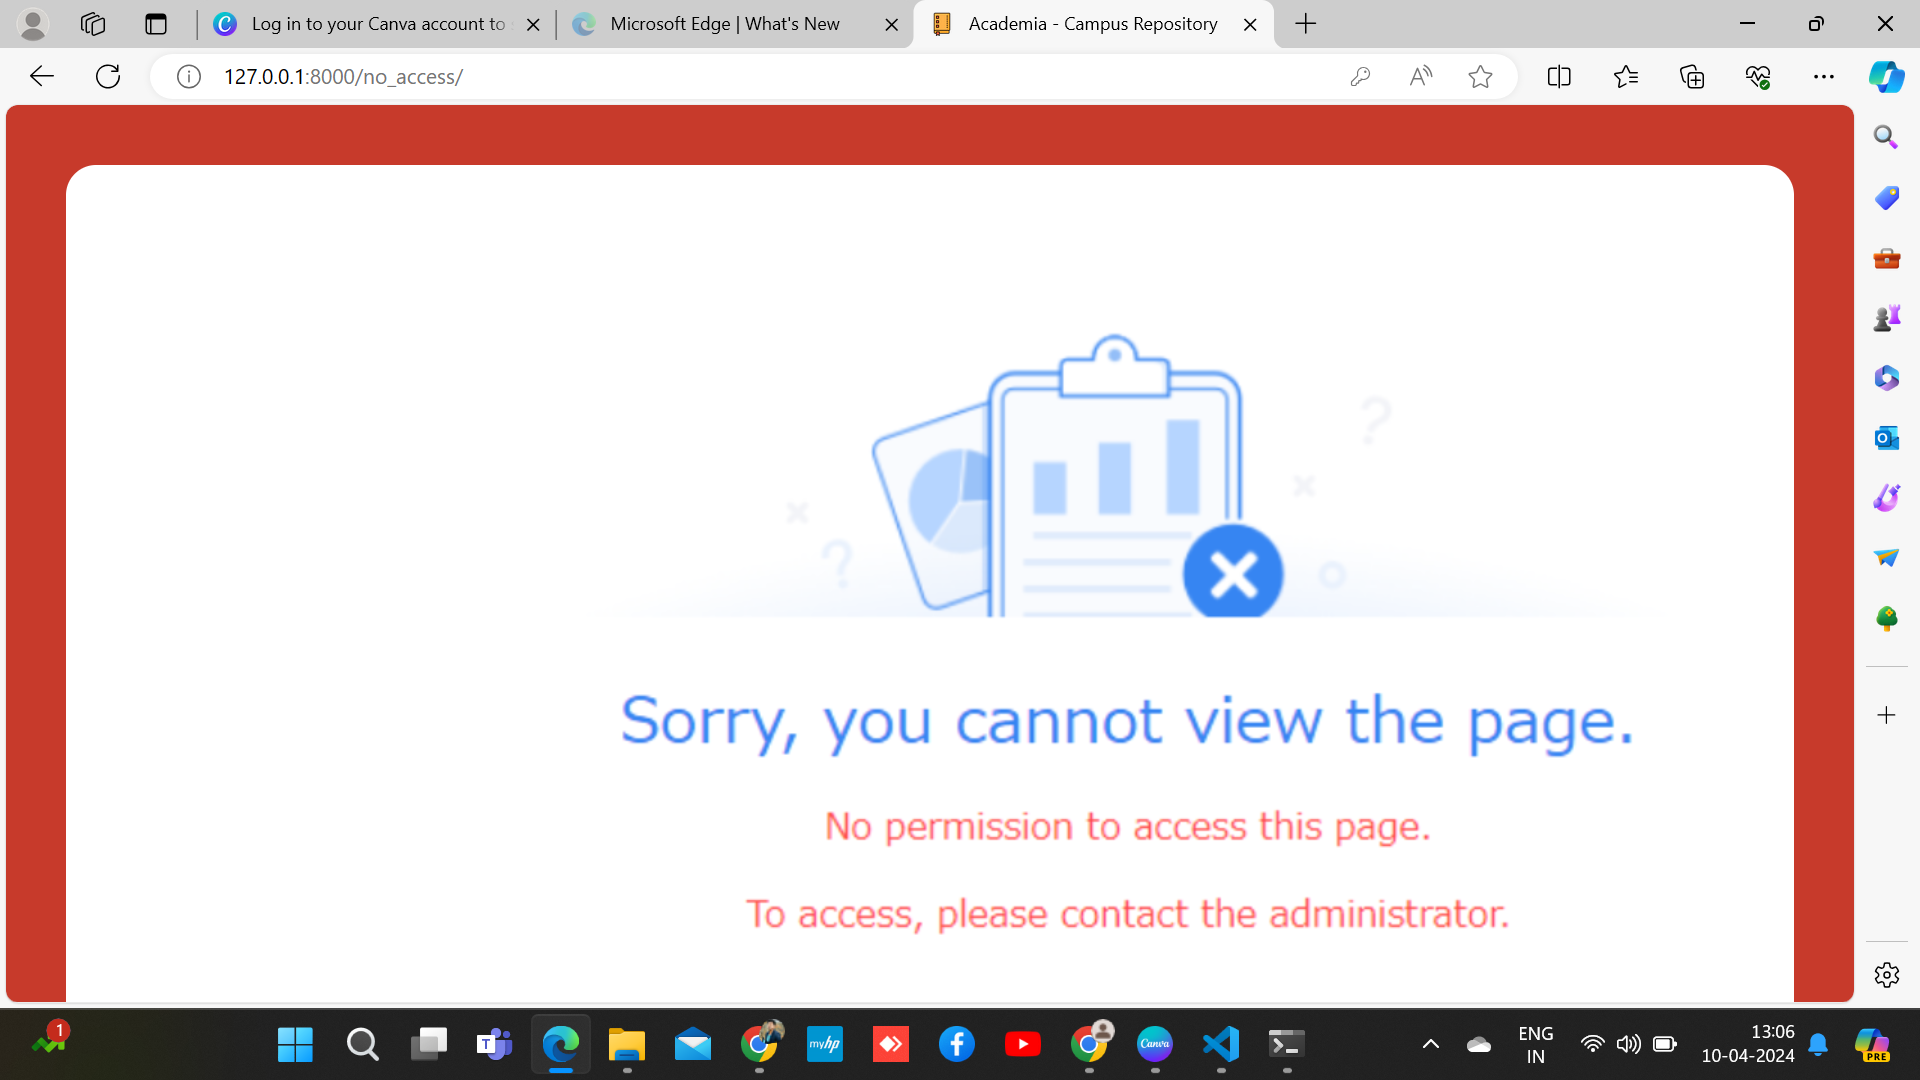 Log in to your Canva account to
Microsoft Edge | What's New
Academia - Campus Repository
127.0.0.1:8000/no_access/
Sorry, you cannot view the page.
No permission to access this page.
To access, please contact the administrator.
1
T
myhp
Canva
ENG
IN
13:06
10-04-2024
PRE